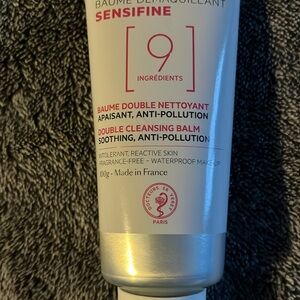 BAUME DÉMAQUILLANT
SENSIFINE
[9]
INGRÉDIENTS
BAUME DOUBLE NETTOYANT
APAISANT, ANTI-POLLUTION
DOUBLE CLEANSING BALM
SOOTHING, ANTI-POLLUTION
INTOLERANT, REACTIVE SKIN
FRAGRANCE-FREE - WATERPROOF MAKE-UP
100g - Made in France
PARIS